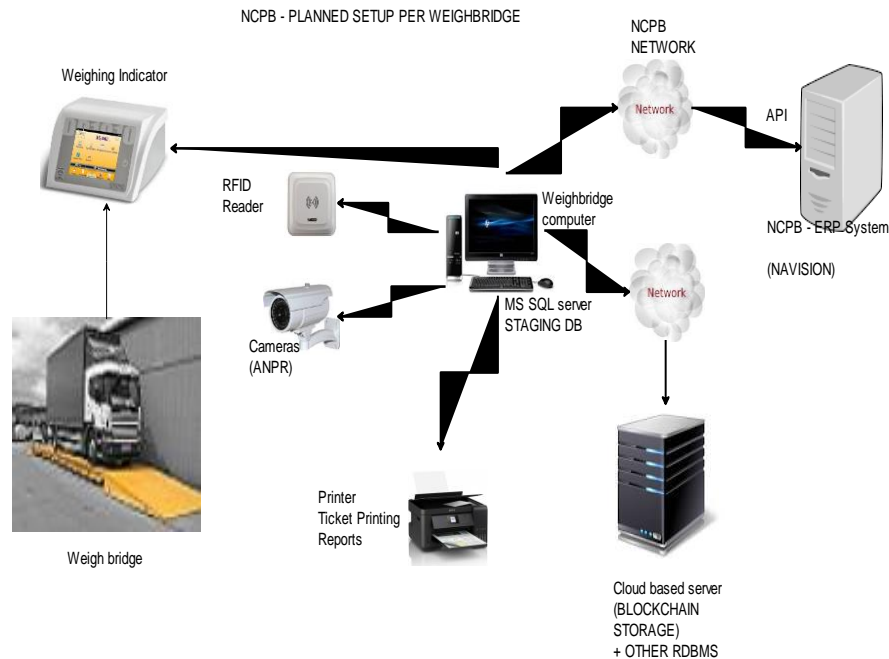 NCPB - PLANNED SETUP PER WEIGHBRIDGE
NCPB
NETWORK
Weighing Indicator
Network
API
RFID
Reader
Weighbridge
computer
NCPB - ERP System
(NAVISION)
Network
MS SQL server
STAGING DB
Cameras
(ANPR)
Printer
Ticket Printing
Reports
Weigh bridge
Cloud based server
(BLOCKCHAIN
STORAGE)
+ OTHER RDBMS